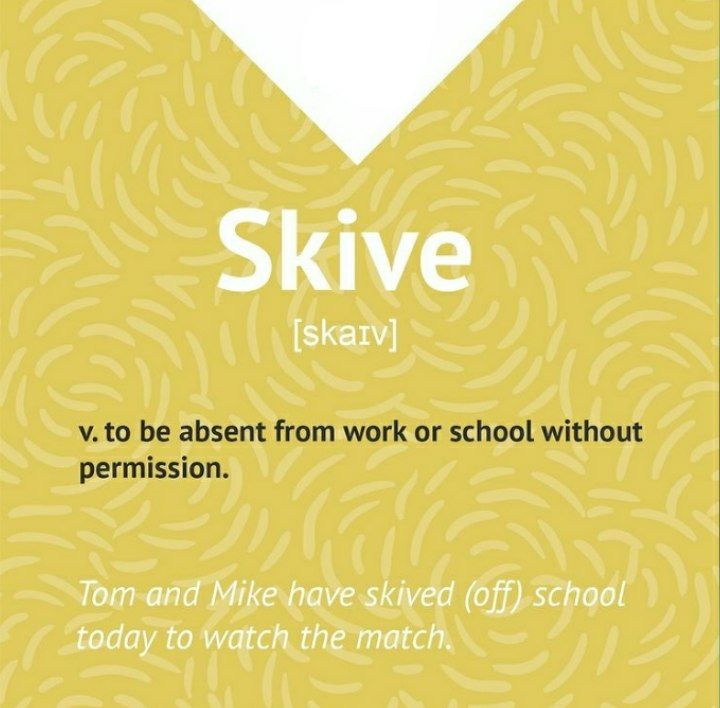 Skive
[skaɪv]
v. to be absent from work or school without
permission.
Tom and Mike have skived (off) school
today to watch the match.